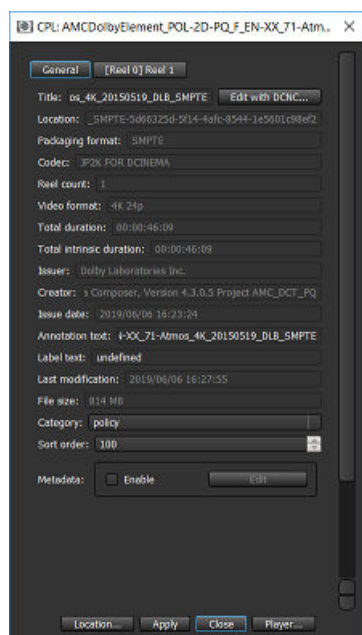 CPL: AMCDolbyElement_POL-2D-PQ_F_EN-XX_71-Atm..
General [Reel 0] Reel 1
Title: os_4K_20150519_DLB_SMPTE Edit with DCNC...
Location: _SMPTE-5d66325d-5f14-4afc-8544-1e5601c98ef2
Packaging format: SMPTE
Codec: JP2K FOR DCINEMA
Reel count: 1
Video format: 4K 24p
Total duration: 00:00:46:09
Total intrinsic duration: 00:00:46:09
Issuer: Dolby Laboratories Inc.
Creator: s Composer, Version 4.3.0.5 Project AMC_DCT_PQ
Issue date: 2019/06/06 16:23:24
Annotation text: I-XX_71-Atmos_4K_20150519_DLB_SMPTE
Label text: undefined
Last modification: 2019/06/06 16:27:55
File size: 814 MB
Category: policy
Sort order: 100
Metadata: Enable Edit
Location... Apply Close Player...